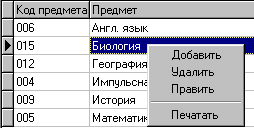 Код предмета Предмет
006 Англ. язык
015 Биология
012 География
004 Импульсна
009 История
005 Математик
Добавить
Удалить
Править
Печатать